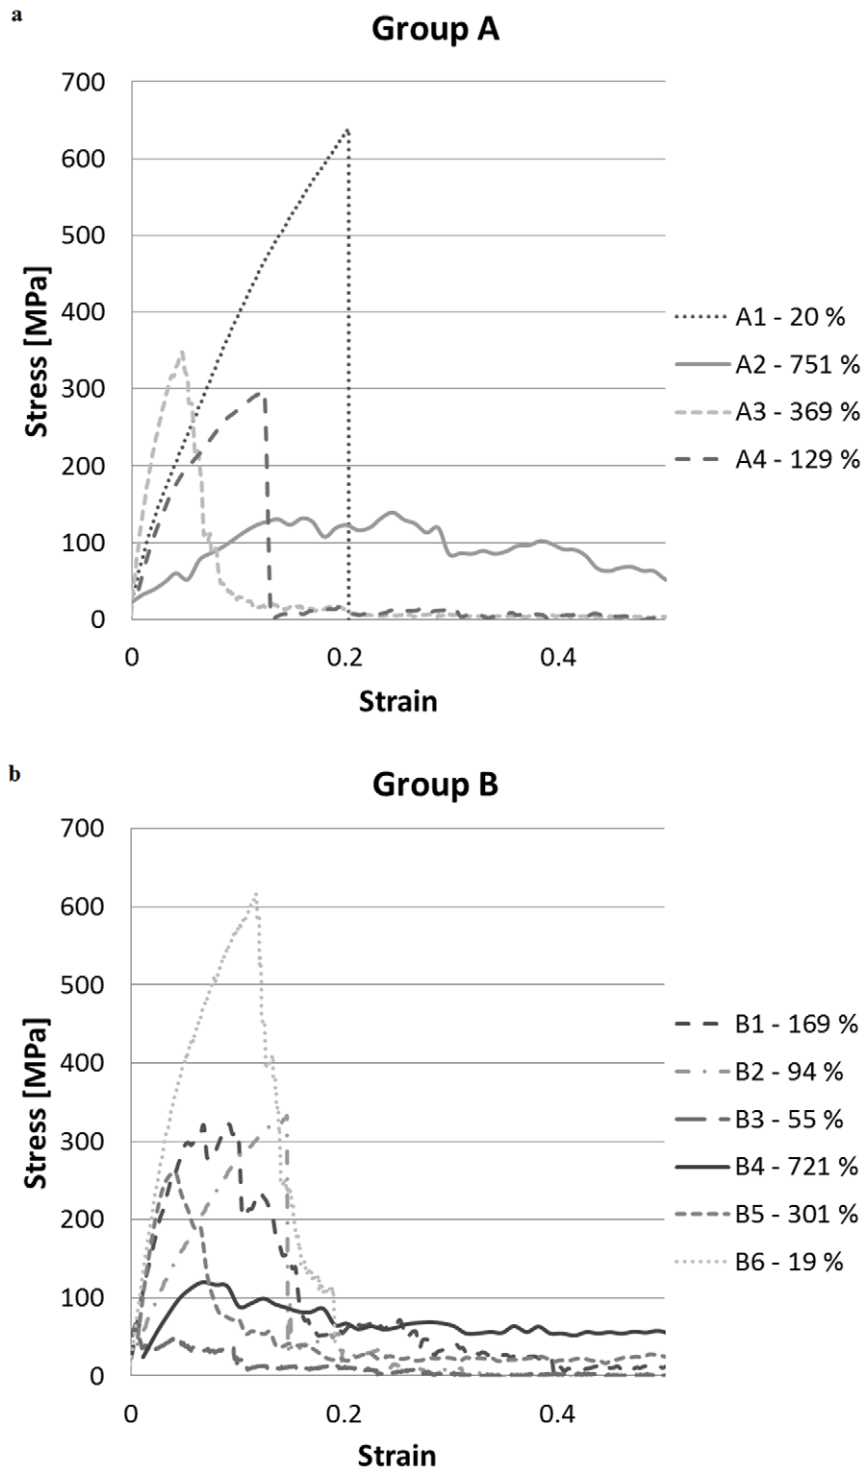 a
Group A
700
600
500
400
300
200
100
0
Stress [MPa]
0 0.2 0.4
Strain
A1 - 20 %
A2 - 751 %
A3 - 369 %
A4 - 129 %
b
Group B
700
600
500
400
300
200
100
0
Stress [MPa]
0 0.2 0.4
Strain
B1 - 169 %
B2 - 94 %
B3 - 55 %
B4 - 721 %
B5 - 301 %
B6 - 19 %